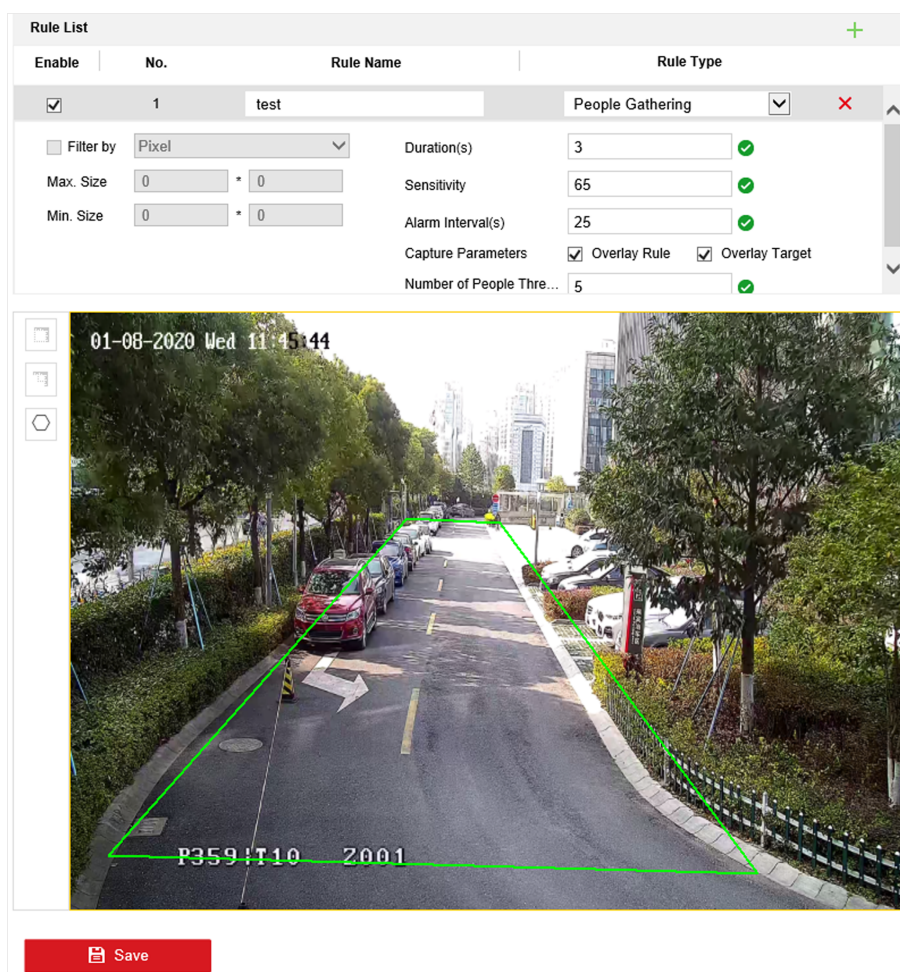 Rule List
Enable No. Rule Name Rule Type
1 test People Gathering
Filter by Pixel Duration(s) 3
Max. Size 0 * 0 Sensitivity 65
Min. Size 0 * 0 Alarm Interval(s) 25
Capture Parameters Overlay Rule Overlay Target
Number of People Thre... 5
01-08-2020 Wed 11:45:44
Z001
Save